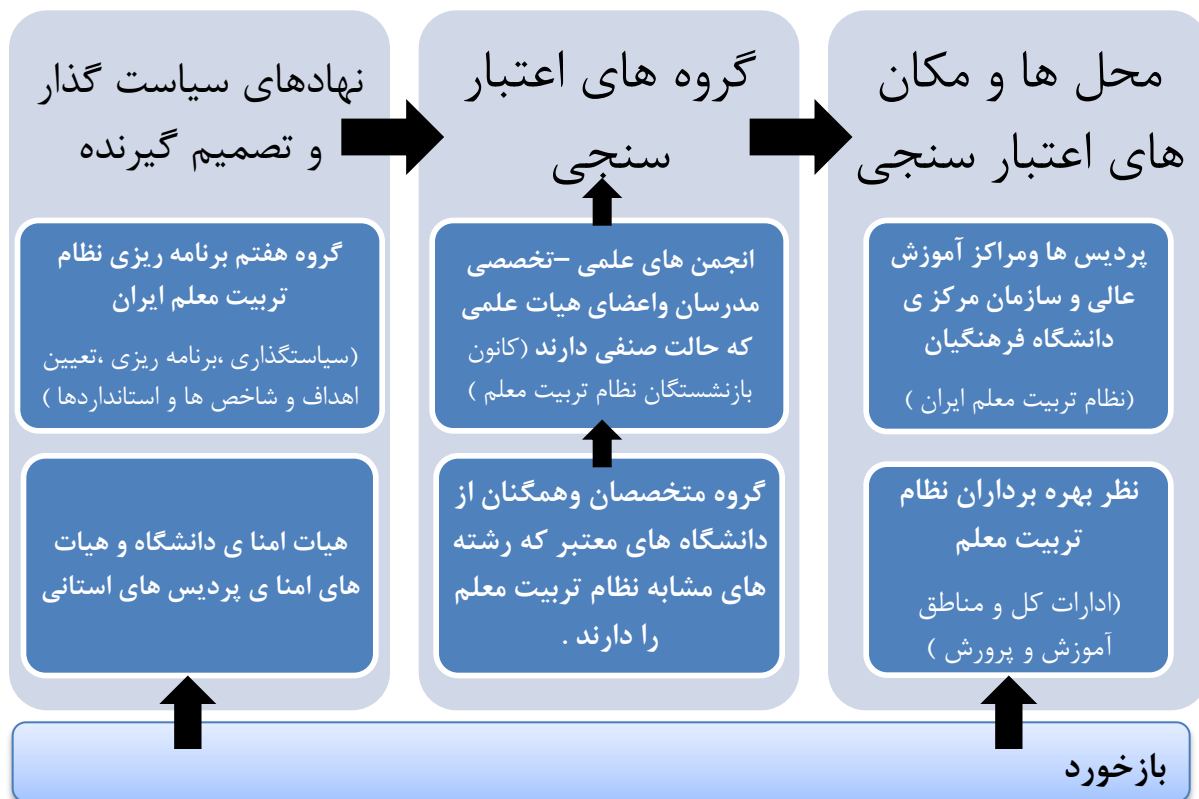 نهادهای سیاست گذار
و تصمیم گیرنده
گروه هفتم برنامه ریزی نظام
تربیت معلم ایران
(سیاستگذاری ،برنامه ریزی ،تعیین
اهداف و شاخص ها و استانداردها )
هیات امنا ی دانشگاه و هیات
های امنا ی پردیس های استانی
گروه های اعتبار
سنجی
انجمن های علمی –تخصصی
مدرسان واعضای هیات علمی
که حالت صنفی دارند (کانون
بازنشستگان نظام تربیت معلم )
گروه متخصصان وهمگنان از
دانشگاه های معتبر که رشته
های مشابه نظام تربیت معلم
را دارند .
محل ها و مکان
های اعتبار سنجی
پردیس ها ومراکز آموزش
عالی و سازمان مرکز ی
دانشگاه فرهنگیان
(نظام تربیت معلم ایران )
نظر بهره برداران نظام
تربیت معلم
(ادارات کل و مناطق
آموزش و پرورش )
بازخورد